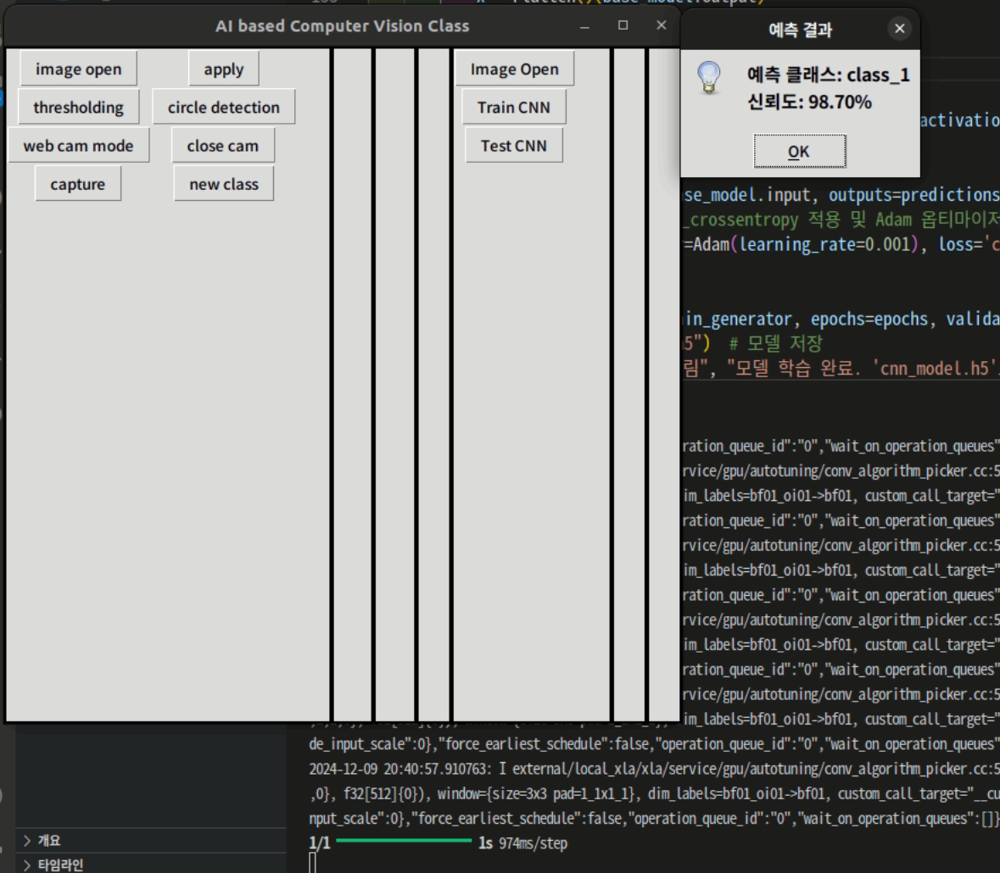 AI based Computer Vision Class
image open
apply
thresholding
circle detection
web cam mode
close cam
capture
new class
Image Open
Train CNN
Test CNN
예측 결과
예측 클래스: class_1
신뢰도: 98.70%
OK
activatio
se_model.input, outputs=predictions
_crossentropy 적용 및 Adam 옵티마이저
=Adam(learning_rate=0.001), loss='c
in_generator, epochs=epochs, valida
5") # 모델 저장
림", "모델 학습 완료. 'cnn_model.h5'
ration_queue_id":"0","wait_on_operation_queues"
rvice/gpu/autotuning/conv_algorithm_picker.cc:5
im_labels=bf01_oi01->bf01, custom_call_target="
ration_queue_id":"0","wait_on_operation_queues"
rvice/gpu/autotuning/conv_algorithm_picker.cc:5
im_labels=bf01_oi01->bf01, custom_call_target="
ration_queue_id":"0","wait_on_operation_queues"
rvice/gpu/autotuning/conv_algorithm_picker.cc:5
im_labels=bf01_oi01->bf01, custom_call_target="
ration_queue_id":"0","wait_on_operation_queues"
rvice/gpu/autotuning/conv_algorithm_picker.cc:5
im_labels=bf01_oi01->bf01, custom_call_target="
de_input_scale":0},"force_earliest_schedule":false,"operation_queue_id":"0","wait_on_operation_queues"
2024-12-09 20:40:57.910763: I external/local_xla/xla/service/gpu/autotuning/conv_algorithm_picker.cc:5
,0}, f32[512]{0}), window={size=3x3 pad=1_1x1_1}, dim_labels=bf01_oi01->bf01, custom_call_target="__cu
nput_scale":0},"force_earliest_schedule":false,"operation_queue_id":"0","wait_on_operation_queues":[]}
1/1 1s 974ms/step
개요
타임라인